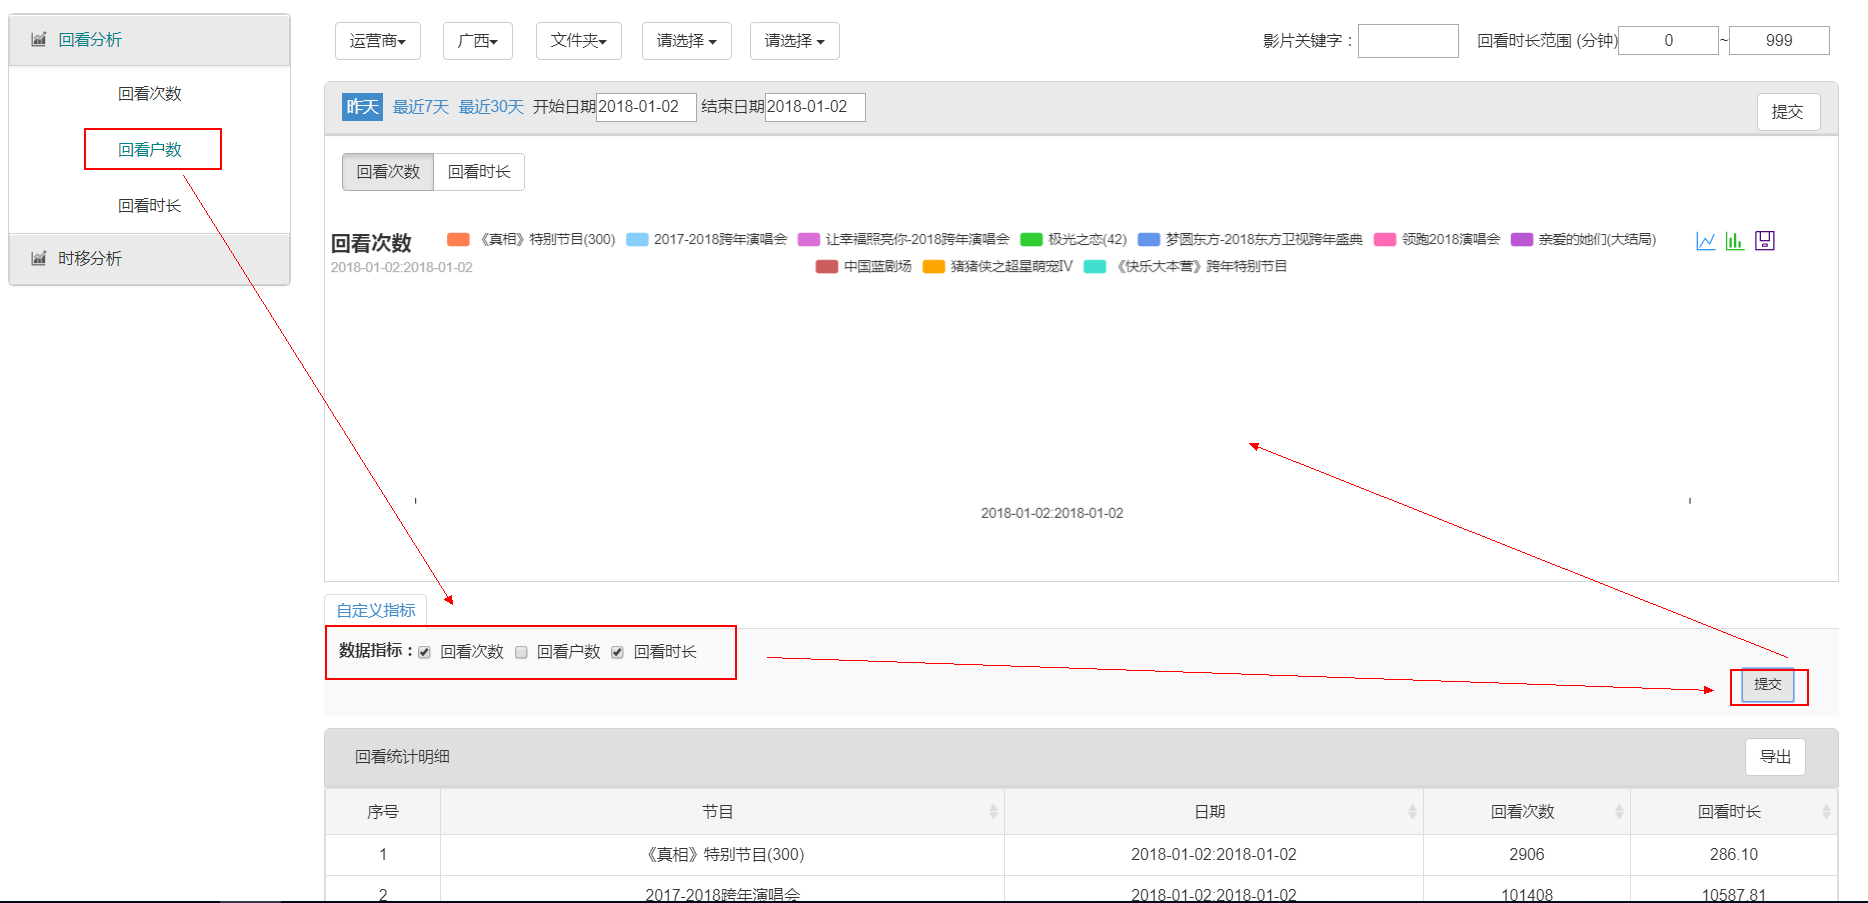 回看分析
回看次数
回看户数
回看时长
时移分析
运营商 广西 文件夹 请选择 请选择 影片关键字： 回看时长范围 (分钟) 0 ~ 999
昨天 最近7天 最近30天 开始日期 2018-01-02 结束日期 2018-01-02 提交
回看次数 回看时长
回看次数
2018-01-02:2018-01-02
《真相》特别节目(300) 2017-2018跨年演唱会 让幸福照亮你-2018跨年演唱会 极光之恋(42) 梦圆东方-2018东方卫视跨年盛典 领跑2018演唱会 亲爱的她们(大结局)
中国蓝剧场 猪猪侠之超星萌宠Ⅳ 《快乐大本营》跨年特别节目
2018-01-02:2018-01-02
自定义指标
数据指标： 回看次数 回看户数 回看时长
提交
回看统计明细 导出
序号 节目 日期 回看次数 回看时长
1 《真相》特别节目(300) 2018-01-02:2018-01-02 2906 286.10
2 2017-2018跨年演唱会 2018-01-02:2018-01-02 101408 10587.81